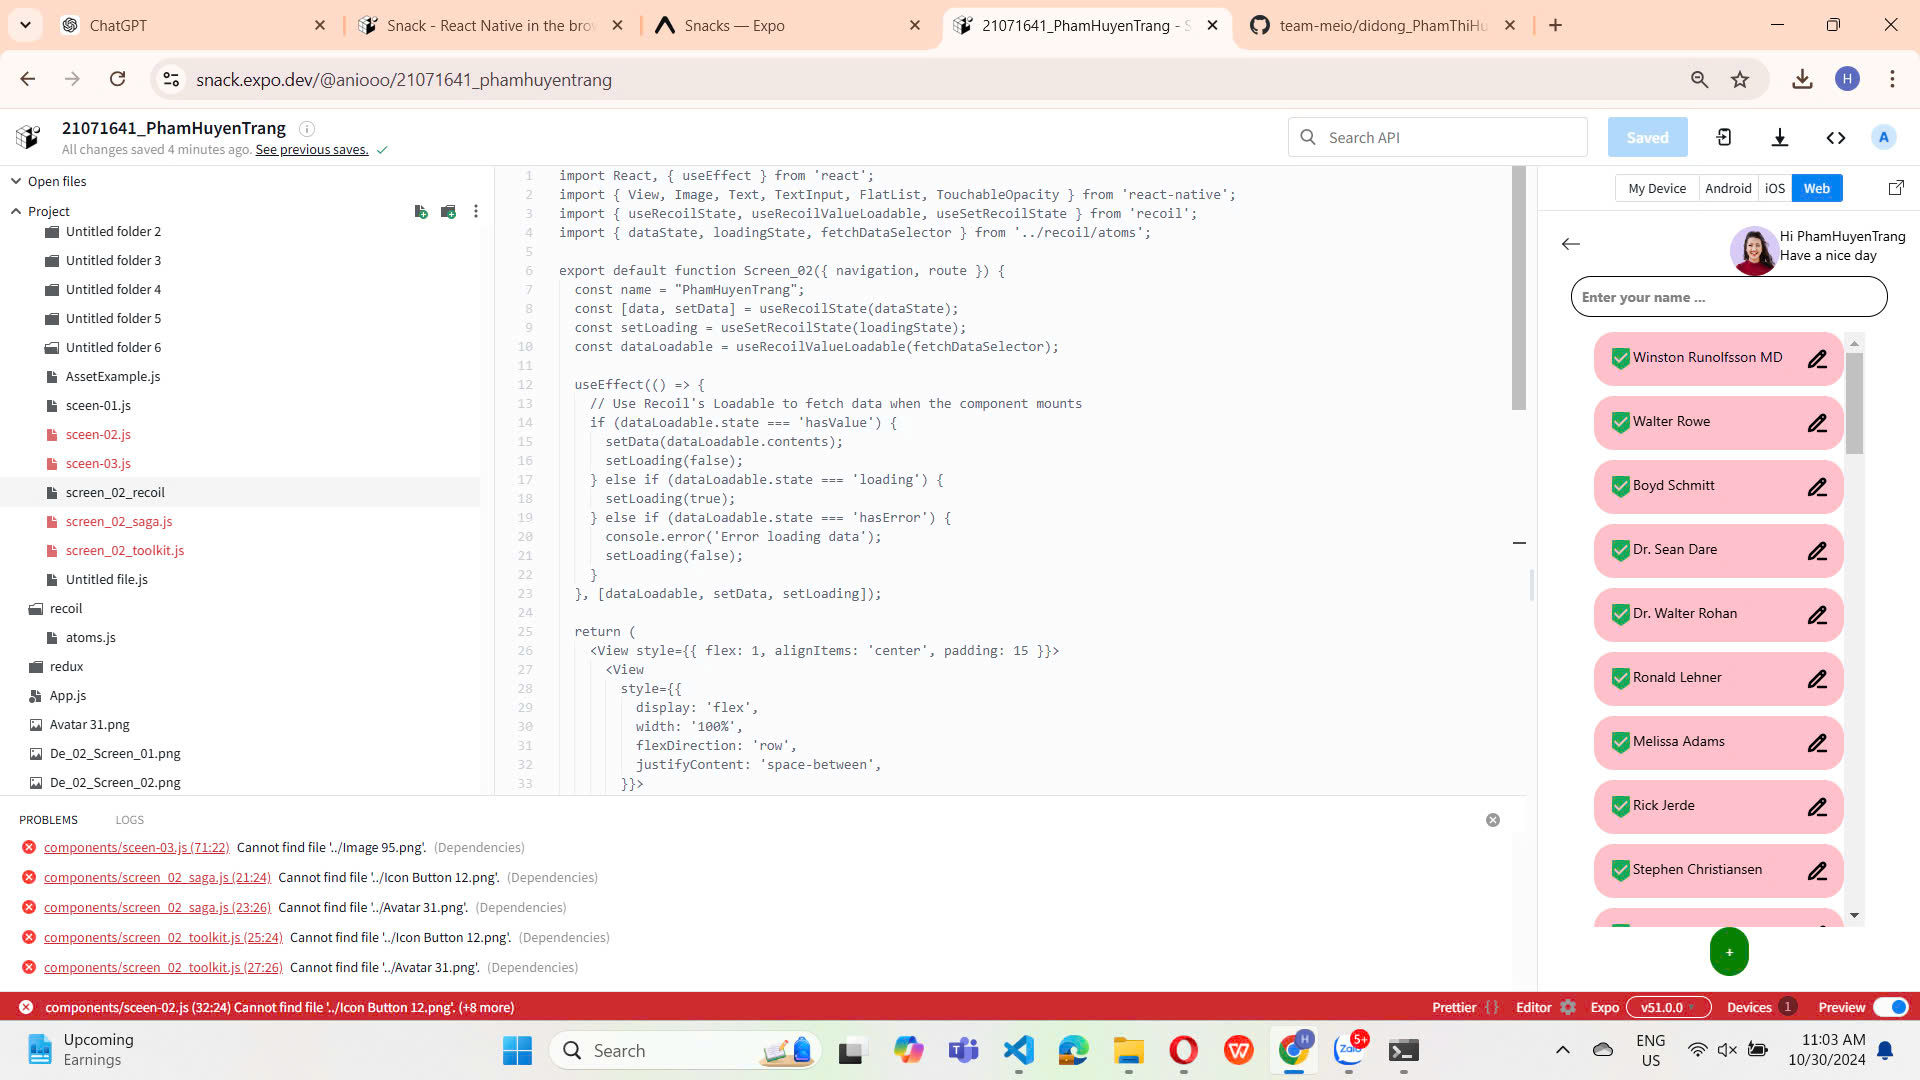 ChatGPT
Snack - React Native in the brow
Snacks — Expo
21071641_PhamHuyenTrang - S
team-meio/didong_PhamThiHu
snack.expo.dev/@aniooo/21071641_phamhuyentrang
H
21071641_PhamHuyenTrang
All changes saved 4 minutes ago. See previous saves.
Search API
Saved
A
Open files
Project
Untitled folder 2
Untitled folder 3
Untitled folder 4
Untitled folder 5
Untitled folder 6
AssetExample.js
sceen-01.js
sceen-02.js
sceen-03.js
screen_02_recoil
screen_02_saga.js
screen_02_toolkit.js
Untitled file.js
recoil
atoms.js
redux
App.js
Avatar 31.png
De_02_Screen_01.png
De_02_Screen_02.png
1 import React, { useEffect } from 'react';
2 import { View, Image, Text, TextInput, FlatList, TouchableOpacity } from 'react-native';
3 import { useRecoilState, useRecoilValueLoadable, useSetRecoilState } from 'recoil';
4 import { dataState, loadingState, fetchDataSelector } from '../recoil/atoms';
5
6 export default function Screen_02({ navigation, route }) {
7 const name = "PhamHuyenTrang";
8 const [data, setData] = useRecoilState(dataState);
9 const setLoading = useSetRecoilState(loadingState);
10 const dataLoadable = useRecoilValueLoadable(fetchDataSelector);
11
12 useEffect(() => {
13 // Use Recoil's Loadable to fetch data when the component mounts
14 if (dataLoadable.state === 'hasValue') {
15 setData(dataLoadable.contents);
16 setLoading(false);
17 } else if (dataLoadable.state === 'loading') {
18 setLoading(true);
19 } else if (dataLoadable.state === 'hasError') {
20 console.error('Error loading data');
21 setLoading(false);
22 }
23 }, [dataLoadable, setData, setLoading]);
24
25 return (
26 <View style={{ flex: 1, alignItems: 'center', padding: 15 }}>
27 <View
28 style={{
29 display: 'flex',
30 width: '100%',
31 flexDirection: 'row',
32 justifyContent: 'space-between',
33 }}>
My Device
Android
iOS
Web
Hi PhamHuyenTrang
Have a nice day
Enter your name ...
Winston Runolfsson MD
Walter Rowe
Boyd Schmitt
Dr. Sean Dare
Dr. Walter Rohan
Ronald Lehner
Melissa Adams
Rick Jerde
Stephen Christiansen
+
PROBLEMS
LOGS
components/sceen-03.js (71:22) Cannot find file '../Image 95.png'. (Dependencies)
components/screen_02_saga.js (21:24) Cannot find file '../Icon Button 12.png'. (Dependencies)
components/screen_02_saga.js (23:26) Cannot find file '../Avatar 31.png'. (Dependencies)
components/screen_02_toolkit.js (25:24) Cannot find file '../Icon Button 12.png'. (Dependencies)
components/screen_02_toolkit.js (27:26) Cannot find file '../Avatar 31.png'. (Dependencies)
components/sceen-02.js (32:24) Cannot find file '../Icon Button 12.png'. (+8 more)
Prettier { }
Editor
Expo
v51.0.0
Devices 1
Preview
Upcoming
Earnings
Search
H
Zalo
5+
ENG
US
11:03 AM
10/30/2024